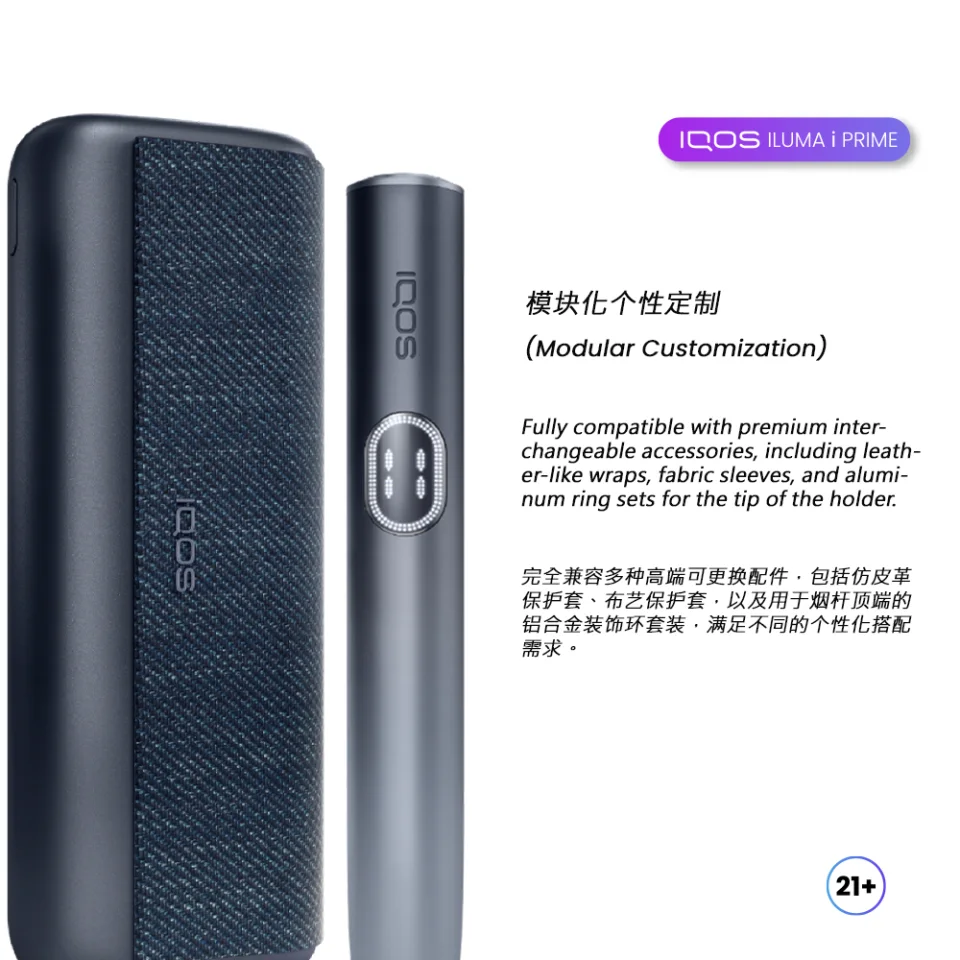 IQOS ILUMA i PRIME
IQOS
IQOS
模块化个性定制
(Modular Customization)
Fully compatible with premium inter-
changeable accessories, including leath-
er-like wraps, fabric sleeves, and alumi-
num ring sets for the tip of the holder.
完全兼容多种高端可更换配件，包括仿皮革
保护套、布艺保护套，以及用于烟杆顶端的
铝合金装饰环套装，满足不同的个性化搭配
需求。
21+